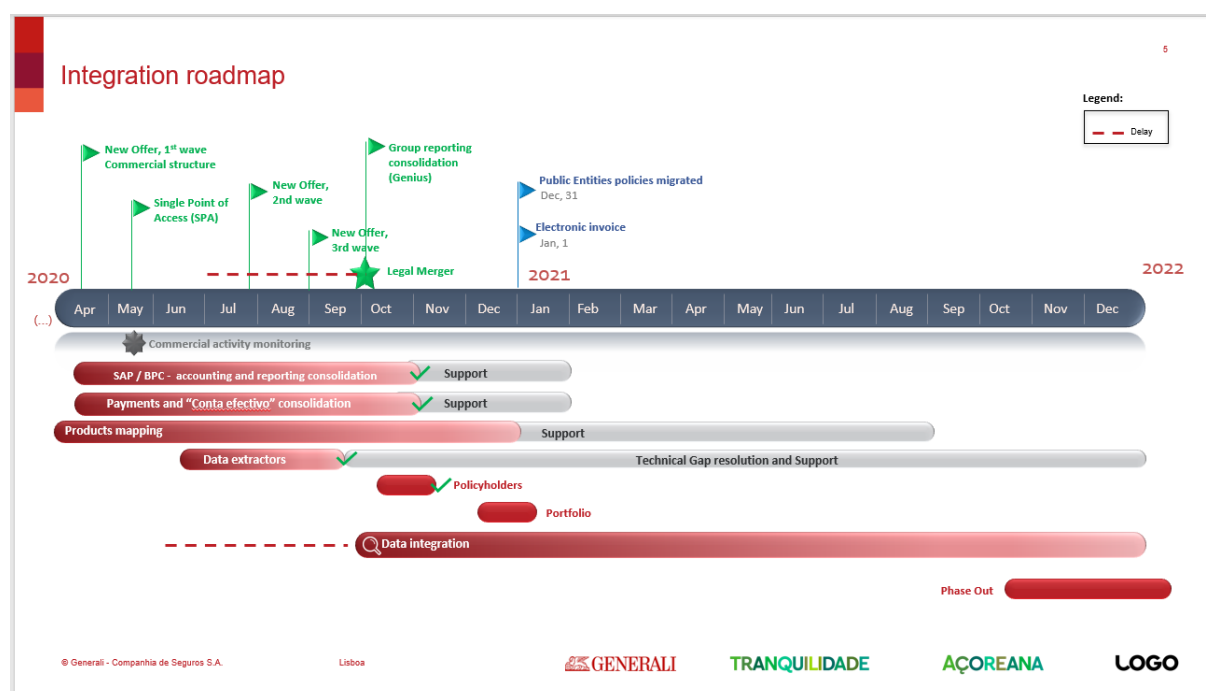 5
Integration roadmap
Legend:
Delay
New Offer, 1st wave
Commercial structure
Single Point of
Access (SPA)
New Offer,
2nd wave
New Offer,
3rd wave
Group reporting
consolidation
(Genius)
Legal Merger
Public Entities policies migrated
Dec, 31
Electronic invoice
Jan, 1
2020
2021
2022
(...)
Apr May Jun Jul Aug Sep Oct Nov Dec Jan Feb Mar Apr May Jun Jul Aug Sep Oct Nov Dec
Commercial activity monitoring
SAP / BPC - accounting and reporting consolidation Support
Payments and “Conta efectivo” consolidation Support
Products mapping Support
Data extractors Technical Gap resolution and Support
Policyholders
Portfolio
Data integration
Phase Out
© Generali - Companhia de Seguros S.A. Lisboa
GENERALI TRANQUILIDADE AÇOREANA LOGO